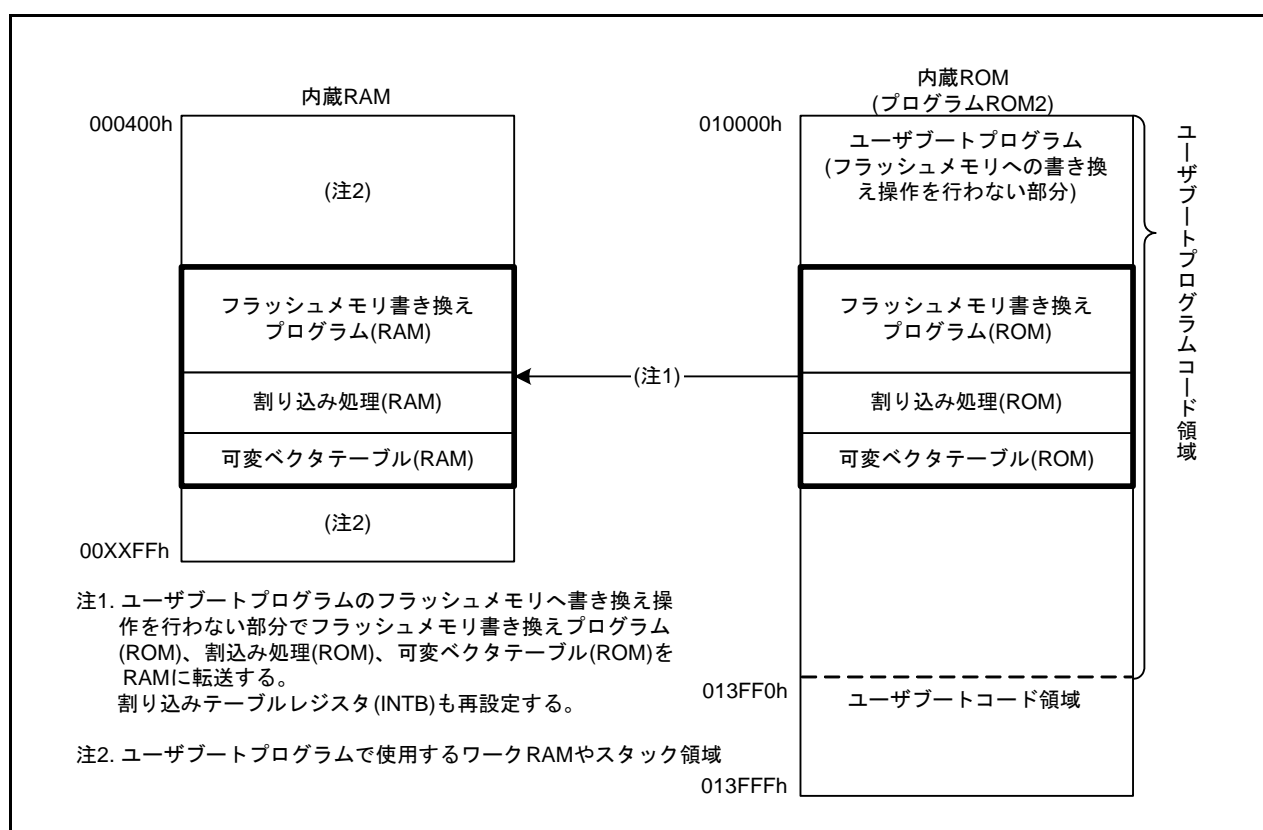 内蔵RAM
000400h
(注2)
フラッシュメモリ書き換え
プログラム(RAM)
割り込み処理(RAM)
可変ベクタテーブル(RAM)
(注2)
00XXFFh
(注1)
内蔵ROM
(プログラムROM2)
010000h
ユーザブートプログラム
(フラッシュメモリへの書き換
え操作を行わない部分)
フラッシュメモリ書き換え
プログラム(ROM)
割り込み処理(ROM)
可変ベクタテーブル(ROM)
013FF0h
ユーザブートコード領域
013FFFh
ユーザブートプログラムコード領域
注1. ユーザブートプログラムのフラッシュメモリへ書き換え操
作を行わない部分でフラッシュメモリ書き換えプログラム
(ROM)、割込み処理(ROM)、可変ベクタテーブル(ROM)を
RAMに転送する。
割り込みテーブルレジスタ(INTB)も再設定する。
注2. ユーザブートプログラムで使用するワークRAMやスタック領域